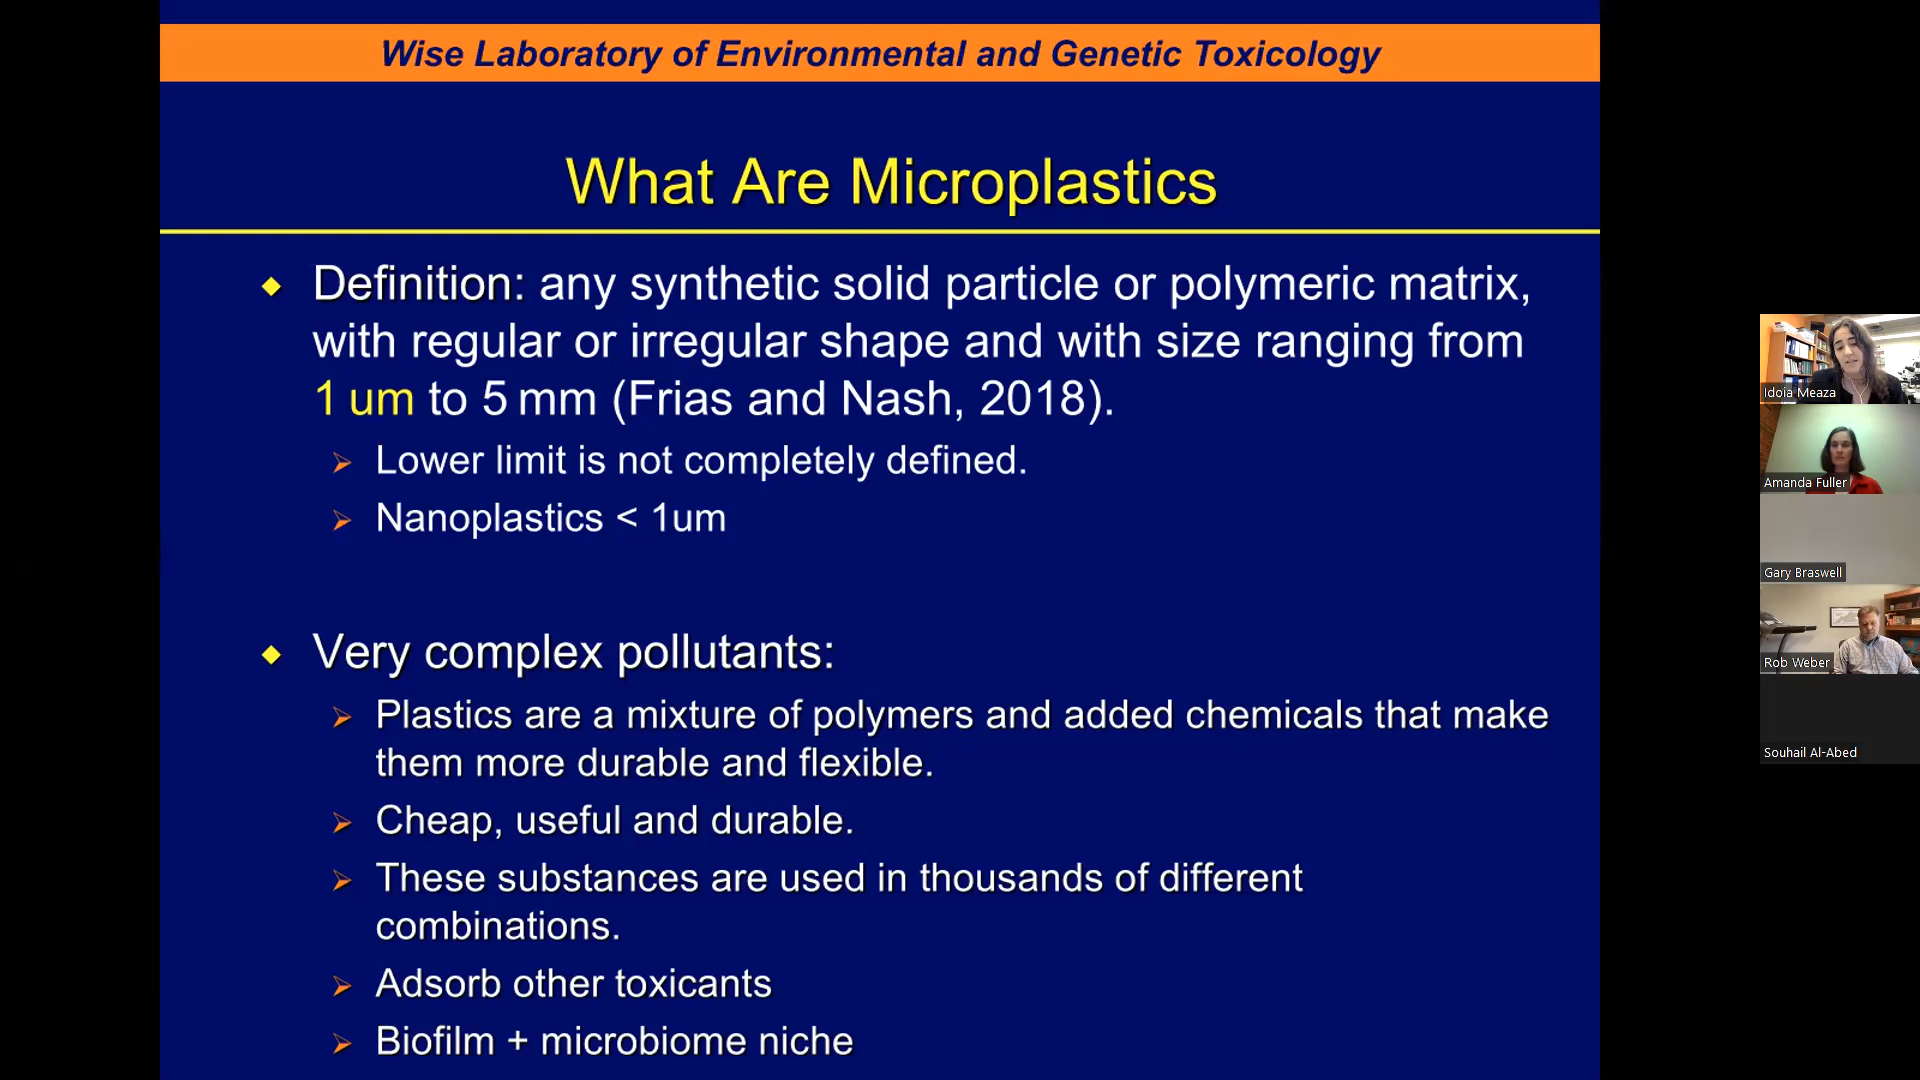 Wise Laboratory of Environmental and Genetic Toxicology
What Are Microplastics
Definition: any synthetic solid particle or polymeric matrix,
with regular or irregular shape and with size ranging from
1 um to 5 mm (Frias and Nash, 2018).
Lower limit is not completely defined.
Nanoplastics < 1um
Very complex pollutants:
Plastics are a mixture of polymers and added chemicals that make
them more durable and flexible.
Cheap, useful and durable.
These substances are used in thousands of different
combinations.
Adsorb other toxicants
Biofilm + microbiome niche
Idoia Meaza
Amanda Fuller
Gary Braswell
Rob Weber
Souhail Al-Abed